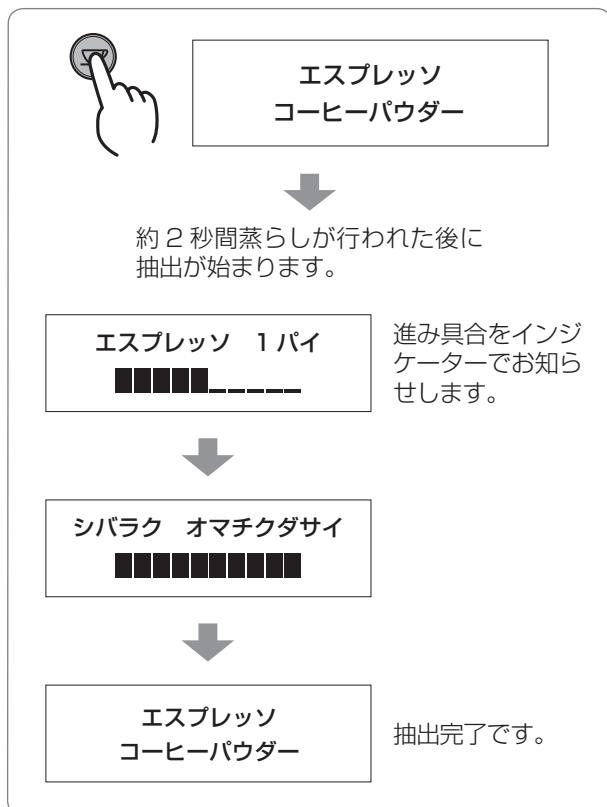 エスプレッソ
コーヒーパウダー
約 2 秒間蒸らしが行われた後に
抽出が始まります。
エスプレッソ　1 パイ
進み具合をインジ
ケーターでお知ら
せします。
シバラク　オマチクダサイ
エスプレッソ
コーヒーパウダー
抽出完了です。